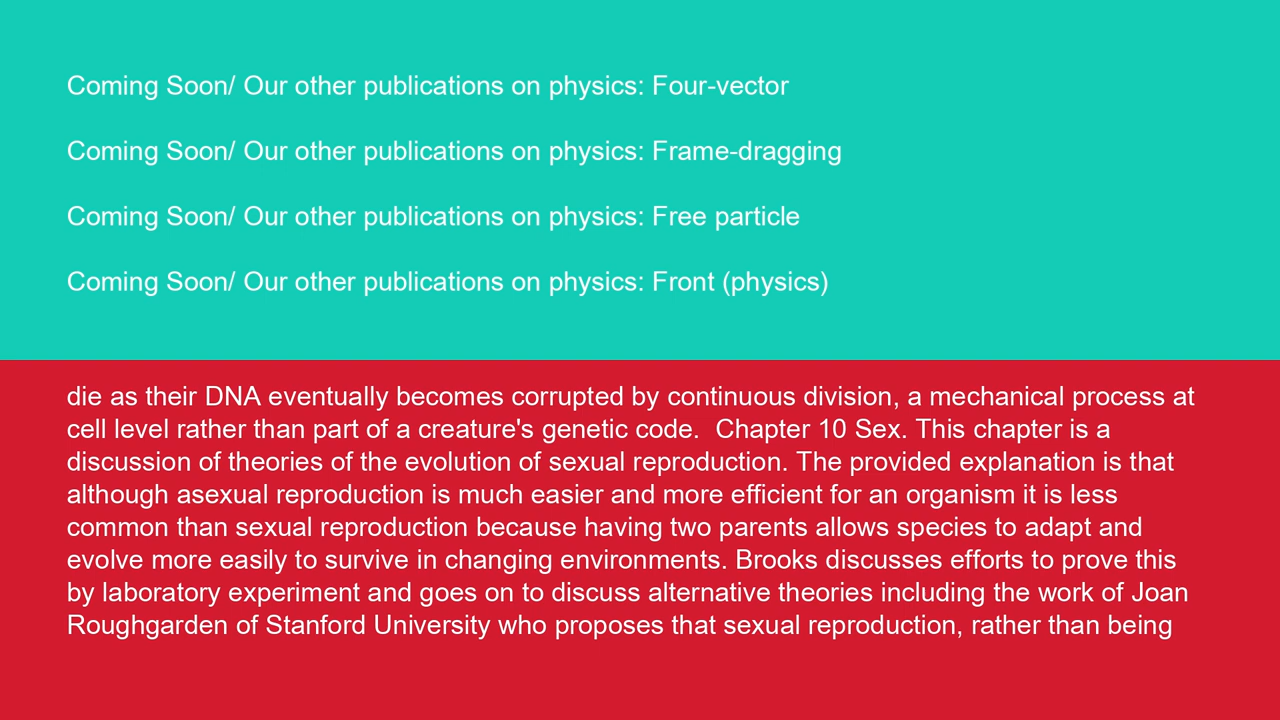 Coming Soon/ Our other publications on physics: Four-vector
Coming Soon/ Our other publications on physics: Frame-dragging
Coming Soon/ Our other publications on physics: Free particle
Coming Soon/ Our other publications on physics: Front (physics)
die as their DNA eventually becomes corrupted by continuous division, a mechanical process at
cell level rather than part of a creature's genetic code.  Chapter 10 Sex. This chapter is a
discussion of theories of the evolution of sexual reproduction. The provided explanation is that
although asexual reproduction is much easier and more efficient for an organism it is less
common than sexual reproduction because having two parents allows species to adapt and
evolve more easily to survive in changing environments. Brooks discusses efforts to prove this
by laboratory experiment and goes on to discuss alternative theories including the work of Joan
Roughgarden of Stanford University who proposes that sexual reproduction, rather than being